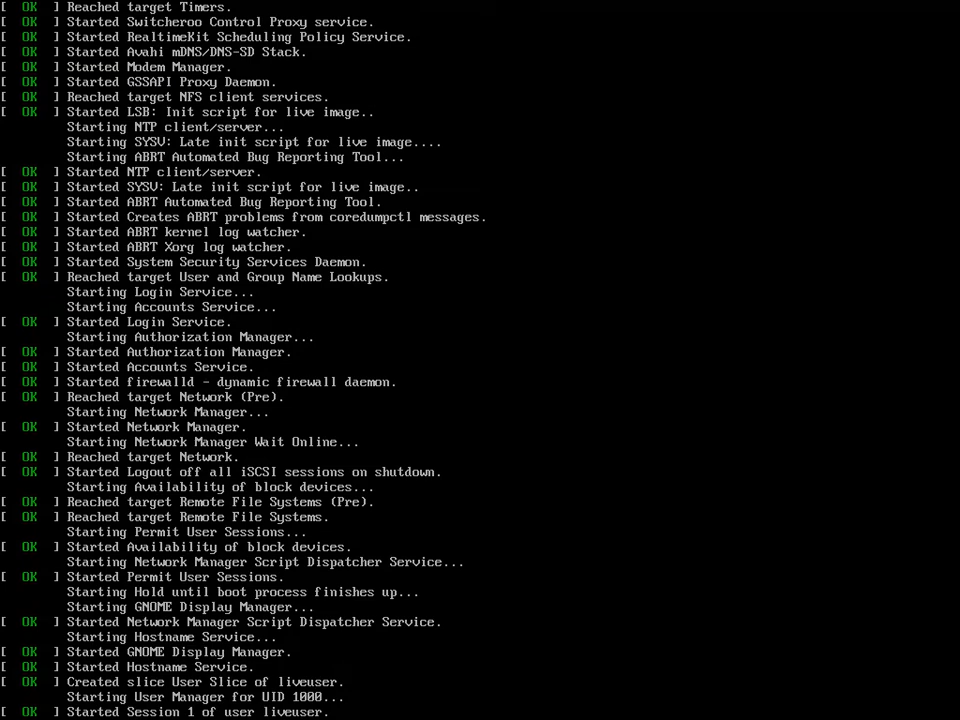 [  OK  ] Reached target Timers.
[  OK  ] Started Switcheroo Control Proxy service.
[  OK  ] Started RealtimeKit Scheduling Policy Service.
[  OK  ] Started Avahi mDNS/DNS-SD Stack.
[  OK  ] Started Modem Manager.
[  OK  ] Started GSSAPI Proxy Daemon.
[  OK  ] Reached target NFS client services.
[  OK  ] Started LSB: Init script for live image..
         Starting NTP client/server...
         Starting SYSV: Late init script for live image....
         Starting ABRT Automated Bug Reporting Tool...
[  OK  ] Started NTP client/server.
[  OK  ] Started SYSV: Late init script for live image..
[  OK  ] Started ABRT Automated Bug Reporting Tool.
[  OK  ] Started Creates ABRT problems from coredumpctl messages.
[  OK  ] Started ABRT kernel log watcher.
[  OK  ] Started ABRT Xorg log watcher.
[  OK  ] Started System Security Services Daemon.
[  OK  ] Reached target User and Group Name Lookups.
         Starting Login Service...
         Starting Accounts Service...
[  OK  ] Started Login Service.
         Starting Authorization Manager...
[  OK  ] Started Authorization Manager.
[  OK  ] Started Accounts Service.
[  OK  ] Started firewalld - dynamic firewall daemon.
[  OK  ] Reached target Network (Pre).
         Starting Network Manager...
[  OK  ] Started Network Manager.
         Starting Network Manager Wait Online...
[  OK  ] Reached target Network.
[  OK  ] Started Logout off all iSCSI sessions on shutdown.
         Starting Availability of block devices...
[  OK  ] Reached target Remote File Systems (Pre).
[  OK  ] Reached target Remote File Systems.
         Starting Permit User Sessions...
[  OK  ] Started Availability of block devices.
         Starting Network Manager Script Dispatcher Service...
[  OK  ] Started Permit User Sessions.
         Starting Hold until boot process finishes up...
         Starting GNOME Display Manager...
[  OK  ] Started Network Manager Script Dispatcher Service.
         Starting Hostname Service...
[  OK  ] Started GNOME Display Manager.
[  OK  ] Started Hostname Service.
[  OK  ] Created slice User Slice of liveuser.
         Starting User Manager for UID 1000...
[  OK  ] Started Session 1 of user liveuser.